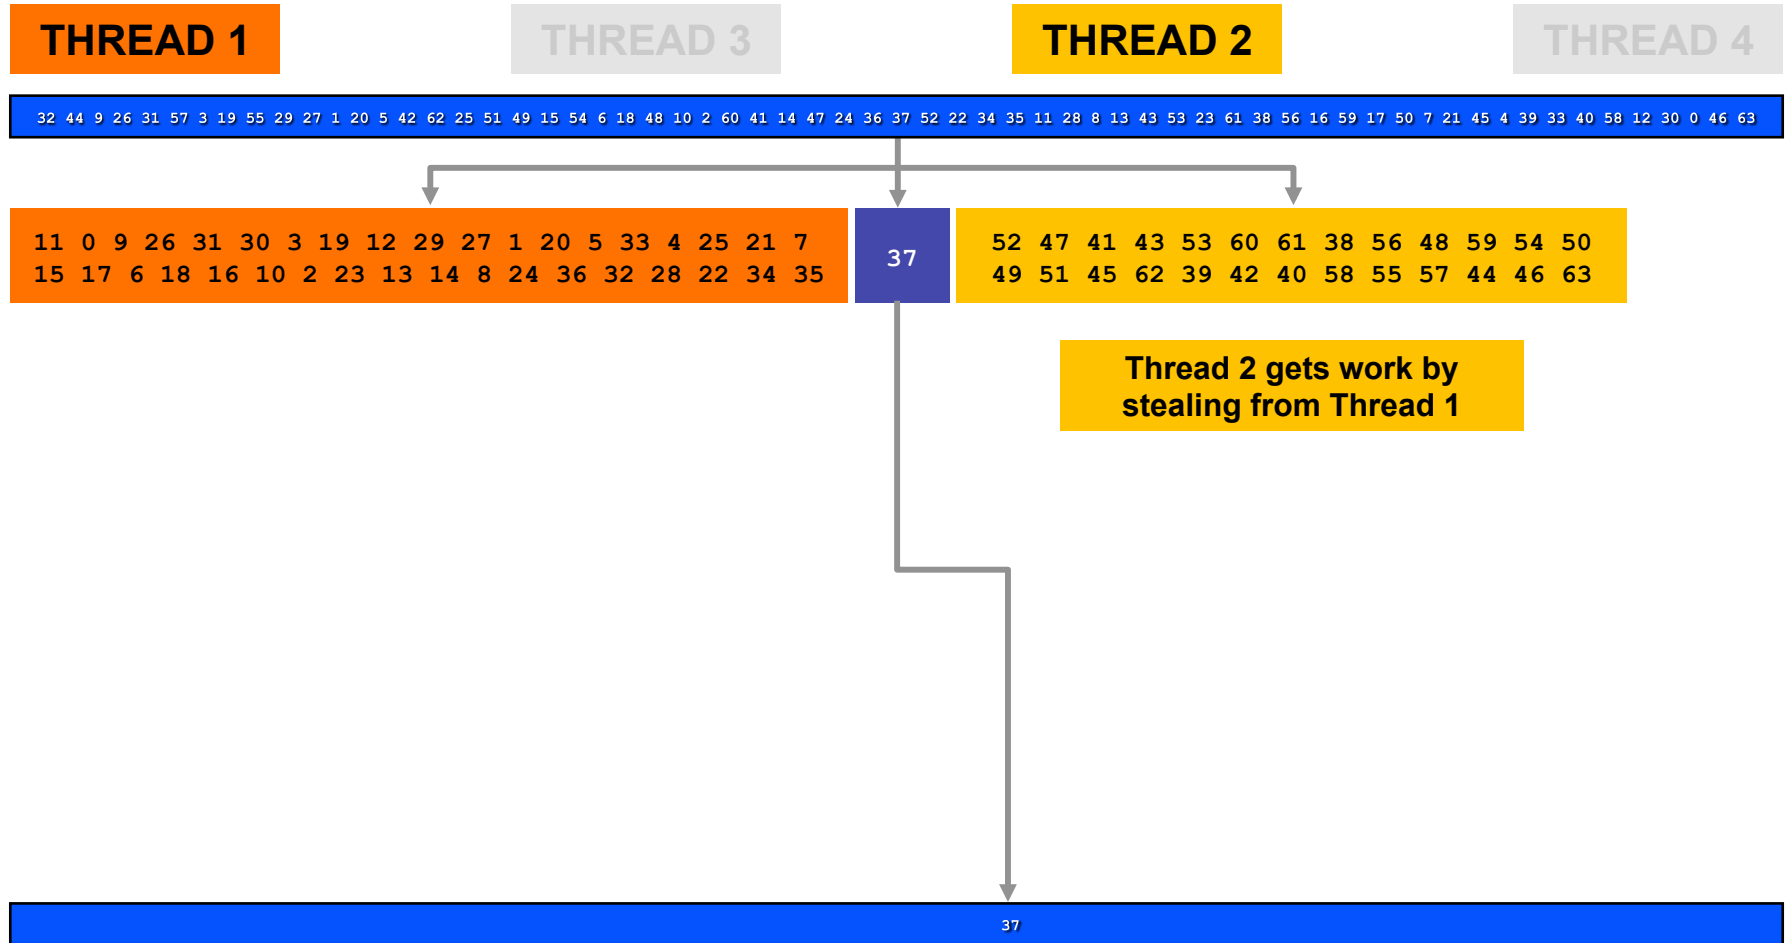 THREAD 1 THREAD 3 THREAD 2 THREAD 4
32 44 9 26 31 57 3 19 55 29 27 1 20 5 42 62 25 51 49 15 54 6 18 48 10 2 60 41 14 47 24 36 37 52 22 34 35 11 28 8 13 43 53 23 61 38 56 16 59 17 50 7 21 45 4 39 33 40 58 12 30 0 46 63
11 0 9 26 31 30 3 19 12 29 27 1 20 5 33 4 25 21 7
15 17 6 18 16 10 2 23 13 14 8 24 36 32 28 22 34 35
37
52 47 41 43 53 60 61 38 56 48 59 54 50
49 51 45 62 39 42 40 58 55 57 44 46 63
Thread 2 gets work by
stealing from Thread 1
37